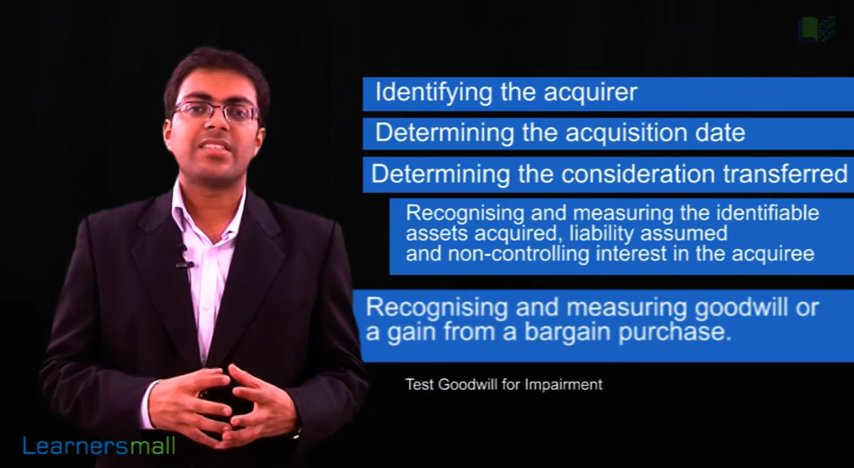 Identifying the acquirer
Determining the acquisition date
Determining the consideration transferred
Recognising and measuring the identifiable
assets acquired, liability assumed
and non-controlling interest in the acquiree
Recognising and measuring goodwill or
a gain from a bargain purchase.
Test Goodwill for Impairment
Learnersmall